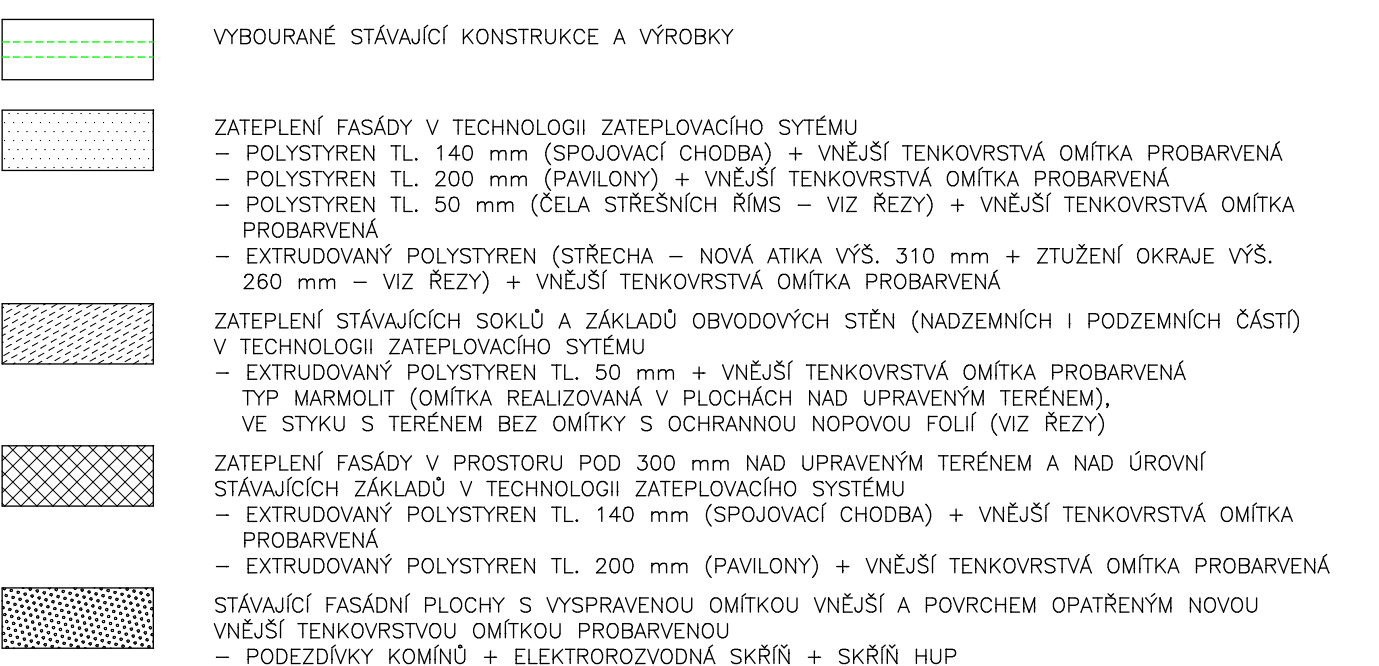 VYBOURANÉ STÁVAJÍCÍ KONSTRUKCE A VÝROBKY
ZATEPLENÍ FASÁDY V TECHNOLOGII ZATEPLOVACÍHO SYTÉMU
– POLYSTYREN TL. 140 mm (SPOJOVACÍ CHODBA) + VNĚJŠÍ TENKOVRSTVÁ OMÍTKA PROBARVENÁ
– POLYSTYREN TL. 200 mm (PAVILONY) + VNĚJŠÍ TENKOVRSTVÁ OMÍTKA PROBARVENÁ
– POLYSTYREN TL. 50 mm (ČELA STŘEŠNÍCH ŘÍMS – VIZ ŘEZY) + VNĚJŠÍ TENKOVRSTVÁ OMÍTKA
PROBARVENÁ
– EXTRUDOVANÝ POLYSTYREN (STŘECHA – NOVÁ ATIKA VÝŠ. 310 mm + ZTUŽENÍ OKRAJE VÝŠ.
260 mm – VIZ ŘEZY) + VNĚJŠÍ TENKOVRSTVÁ OMÍTKA PROBARVENÁ
ZATEPLENÍ STÁVAJÍCÍCH SOKLŮ A ZÁKLADŮ OBVODOVÝCH STĚN (NADZEMNÍCH I PODZEMNÍCH ČÁSTÍ)
V TECHNOLOGII ZATEPLOVACÍHO SYTÉMU
– EXTRUDOVANÝ POLYSTYREN TL. 50 mm + VNĚJŠÍ TENKOVRSTVÁ OMÍTKA PROBARVENÁ
TYP MARMOLIT (OMÍTKA REALIZOVANÁ V PLOCHÁCH NAD UPRAVENÝM TERÉNEM),
VE STYKU S TERÉNEM BEZ OMÍTKY S OCHRANNOU NOPOVOU FOLIÍ (VIZ ŘEZY)
ZATEPLENÍ FASÁDY V PROSTORU POD 300 mm NAD UPRAVENÝM TERÉNEM A NAD ÚROVNÍ
STÁVAJÍCÍCH ZÁKLADŮ V TECHNOLOGII ZATEPLOVACÍHO SYSTÉMU
– EXTRUDOVANÝ POLYSTYREN TL. 140 mm (SPOJOVACÍ CHODBA) + VNĚJŠÍ TENKOVRSTVÁ OMÍTKA
PROBARVENÁ
– EXTRUDOVANÝ POLYSTYREN TL. 200 mm (PAVILONY) + VNĚJŠÍ TENKOVRSTVÁ OMÍTKA PROBARVENÁ
STÁVAJÍCÍ FASÁDNÍ PLOCHY S VYSPRAVENOU OMÍTKOU VNĚJŠÍ A POVRCHEM OPATŘENÝM NOVOU
VNĚJŠÍ TENKOVRSTVOU OMÍTKOU PROBARVENOU
– PODEZDÍVKY KOMÍNŮ + ELEKTROROZVODNÁ SKŘÍŇ + SKŘÍŇ HUP